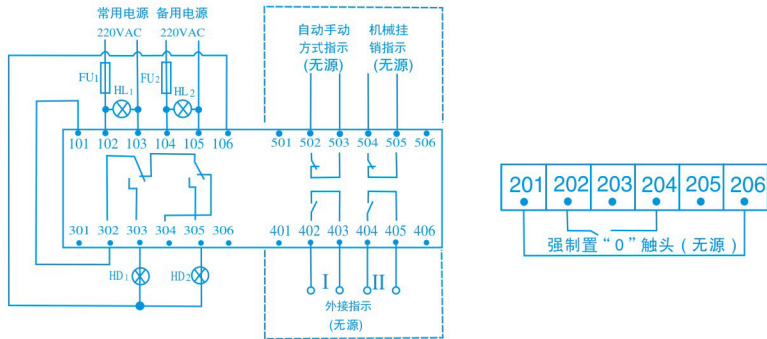 常用电源 备用电源
220VAC 220VAC
自动手动
方式指示
(无源)
机械挂
销指示
(无源)
FU1 HL1 FU2 HL2
101 102 103 104 105 106
501 502 503 504 505 506
301 302 303 304 305 306
401 402 403 404 405 406
HD1 HD2
I II
外接指示
(无源)
201 202 203 204 205 206
强制置“0”触头(无源)